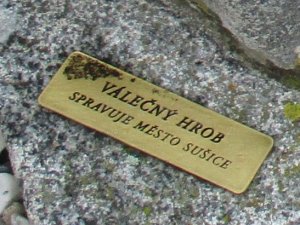 VÁLEČNÝ HROB
SPRAVUJE MĚSTO SUŠICE